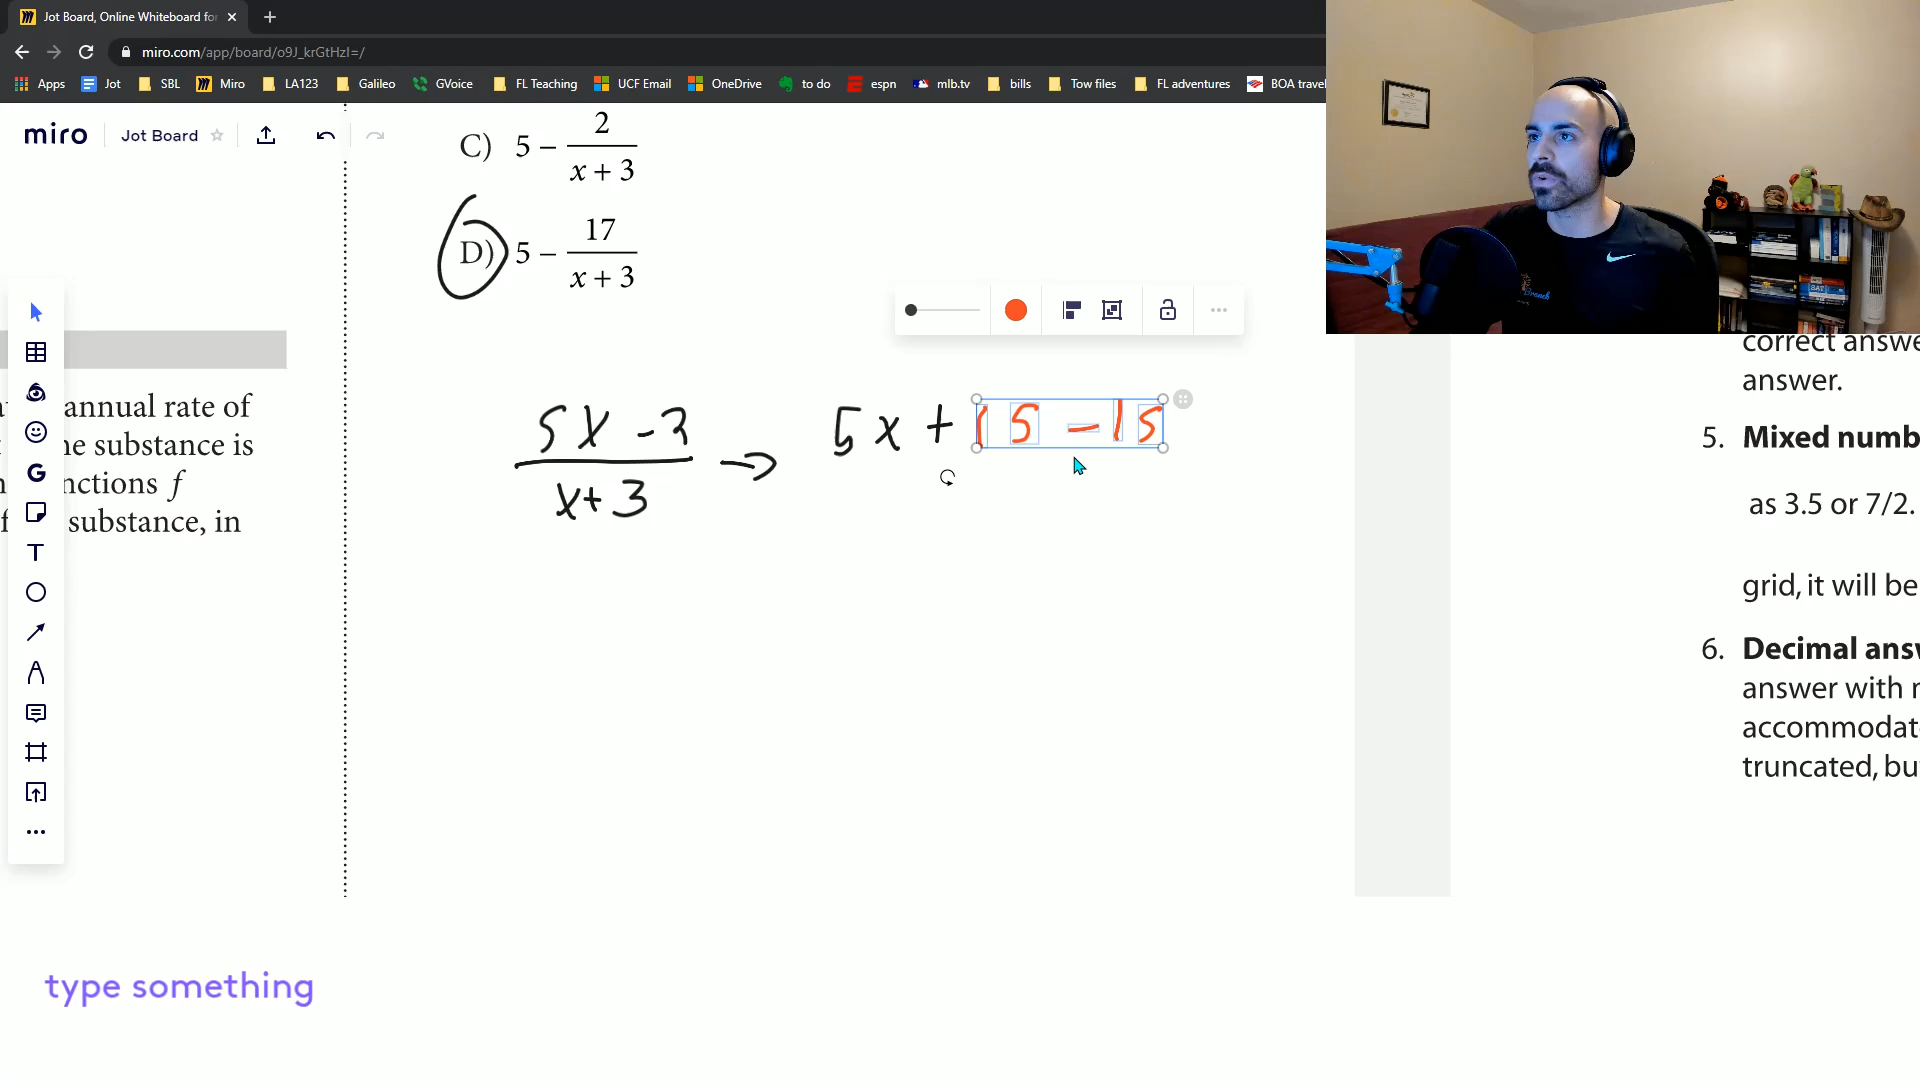 Jot Board, Online Whiteboard for
miro.com/app/board/o9J_krGtHzI=/
Apps Jot SBL Miro LA123 Galileo GVoice FL Teaching UCF Email OneDrive to do espn mlb.tv bills Tow files FL adventures BOA travel
miro Jot Board
C) 5 − 2/(x + 3)
D) 5 − 17/(x + 3)
annual rate of
he substance is
nctions f
f substance, in
5x - 3
x + 3
5x + 15 - 15
correct answe
answer.
5. Mixed numb
as 3.5 or 7/2.
grid, it will be
6. Decimal answ
answer with m
accommodate
truncated, but
type something